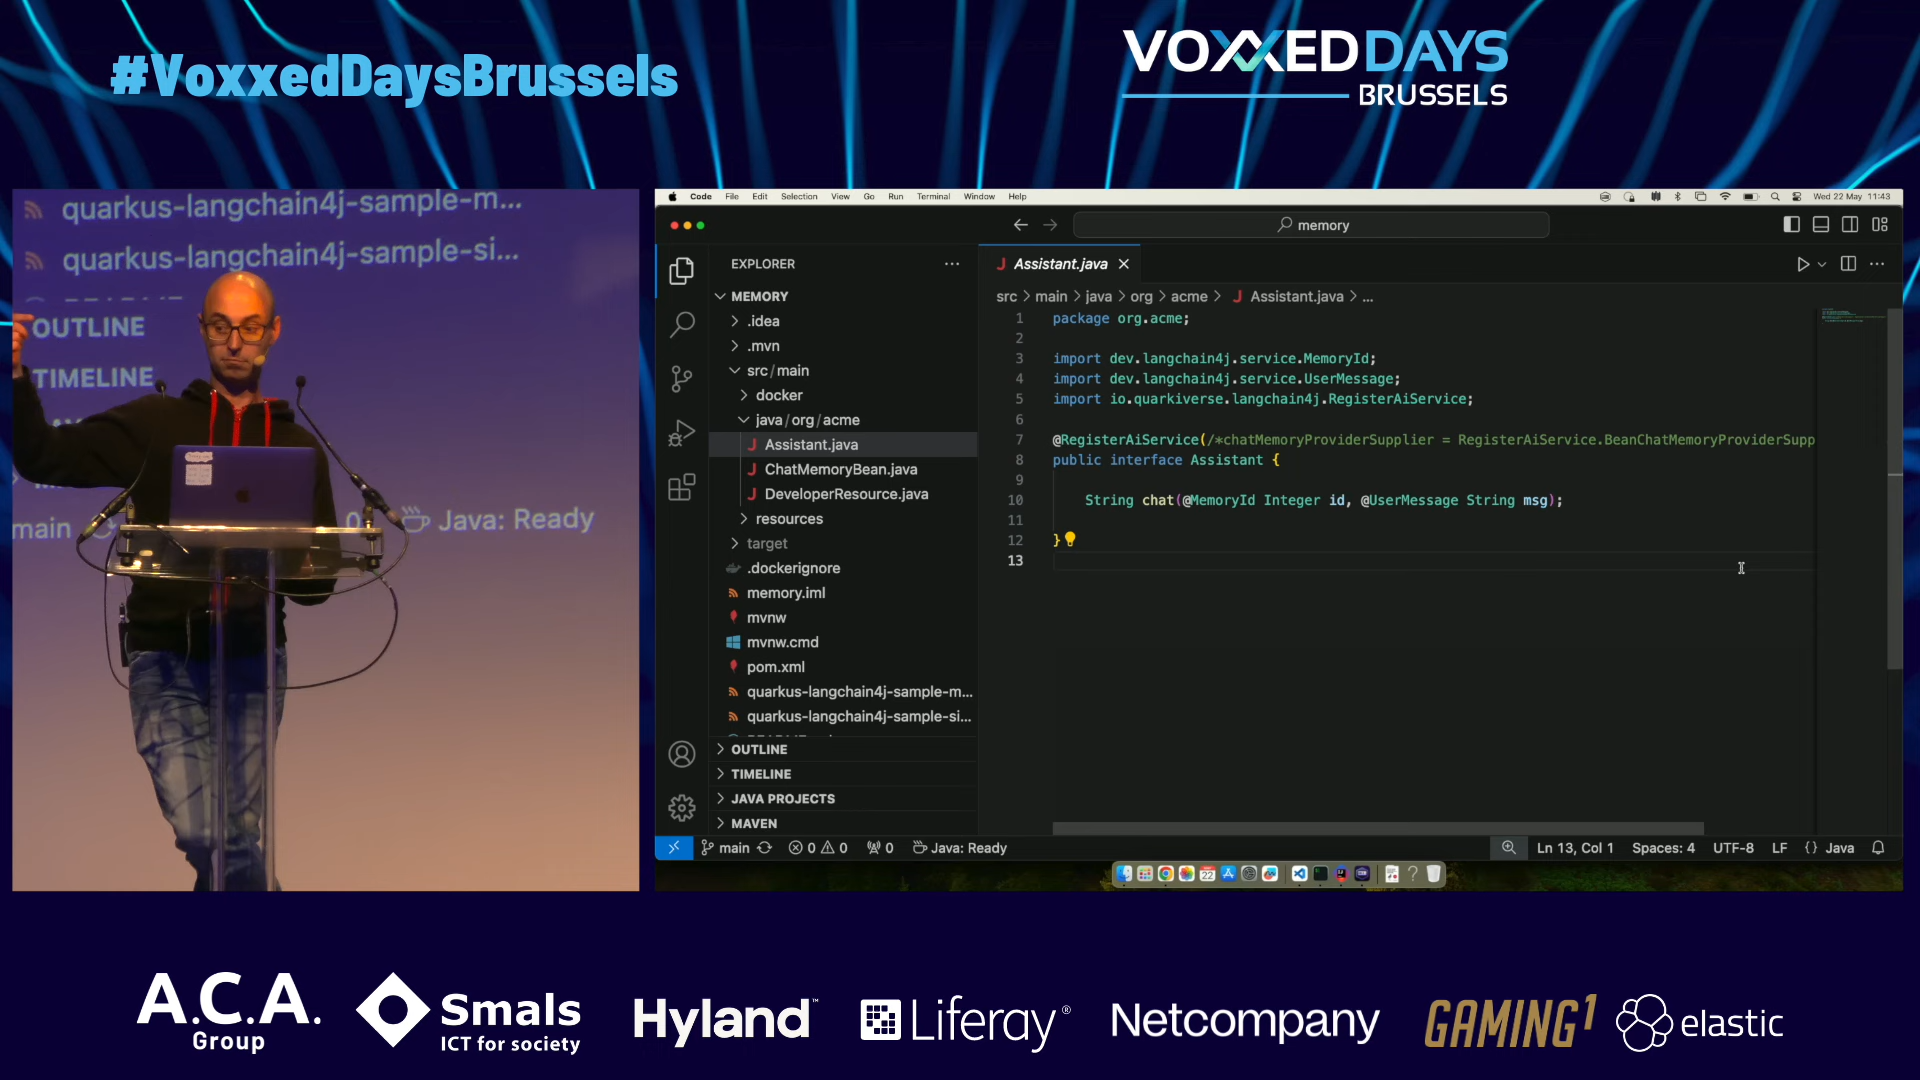 #VoxxedDaysBrussels
VOXXED DAYS
BRUSSELS
quarkus-langchain4j-sample-m...
quarkus-langchain4j-sample-si...
OUTLINE
TIMELINE
main
Java: Ready
Code File Edit Selection View Go Run Terminal Window Help
Wed 22 May 11:43
memory
EXPLORER
MEMORY
.idea
.mvn
src/main
docker
java/org/acme
Assistant.java
ChatMemoryBean.java
DeveloperResource.java
resources
target
.dockerignore
memory.iml
mvnw
mvnw.cmd
pom.xml
quarkus-langchain4j-sample-m...
quarkus-langchain4j-sample-si...
OUTLINE
TIMELINE
JAVA PROJECTS
MAVEN
Assistant.java
src > main > java > org > acme > Assistant.java > ...
1 package org.acme;
2
3 import dev.langchain4j.service.MemoryId;
4 import dev.langchain4j.service.UserMessage;
5 import io.quarkiverse.langchain4j.RegisterAiService;
6
7 @RegisterAiService(/*chatMemoryProviderSupplier = RegisterAiService.BeanChatMemoryProviderSupp
8 public interface Assistant {
9
10 String chat(@MemoryId Integer id, @UserMessage String msg);
11
12 }
13
main 0 0 0 Java: Ready
Ln 13, Col 1 Spaces: 4 UTF-8 LF {} Java
22
A.C.A.
Group
Smals
ICT for society
Hyland™
Liferay®
Netcompany
GAMING1
elastic